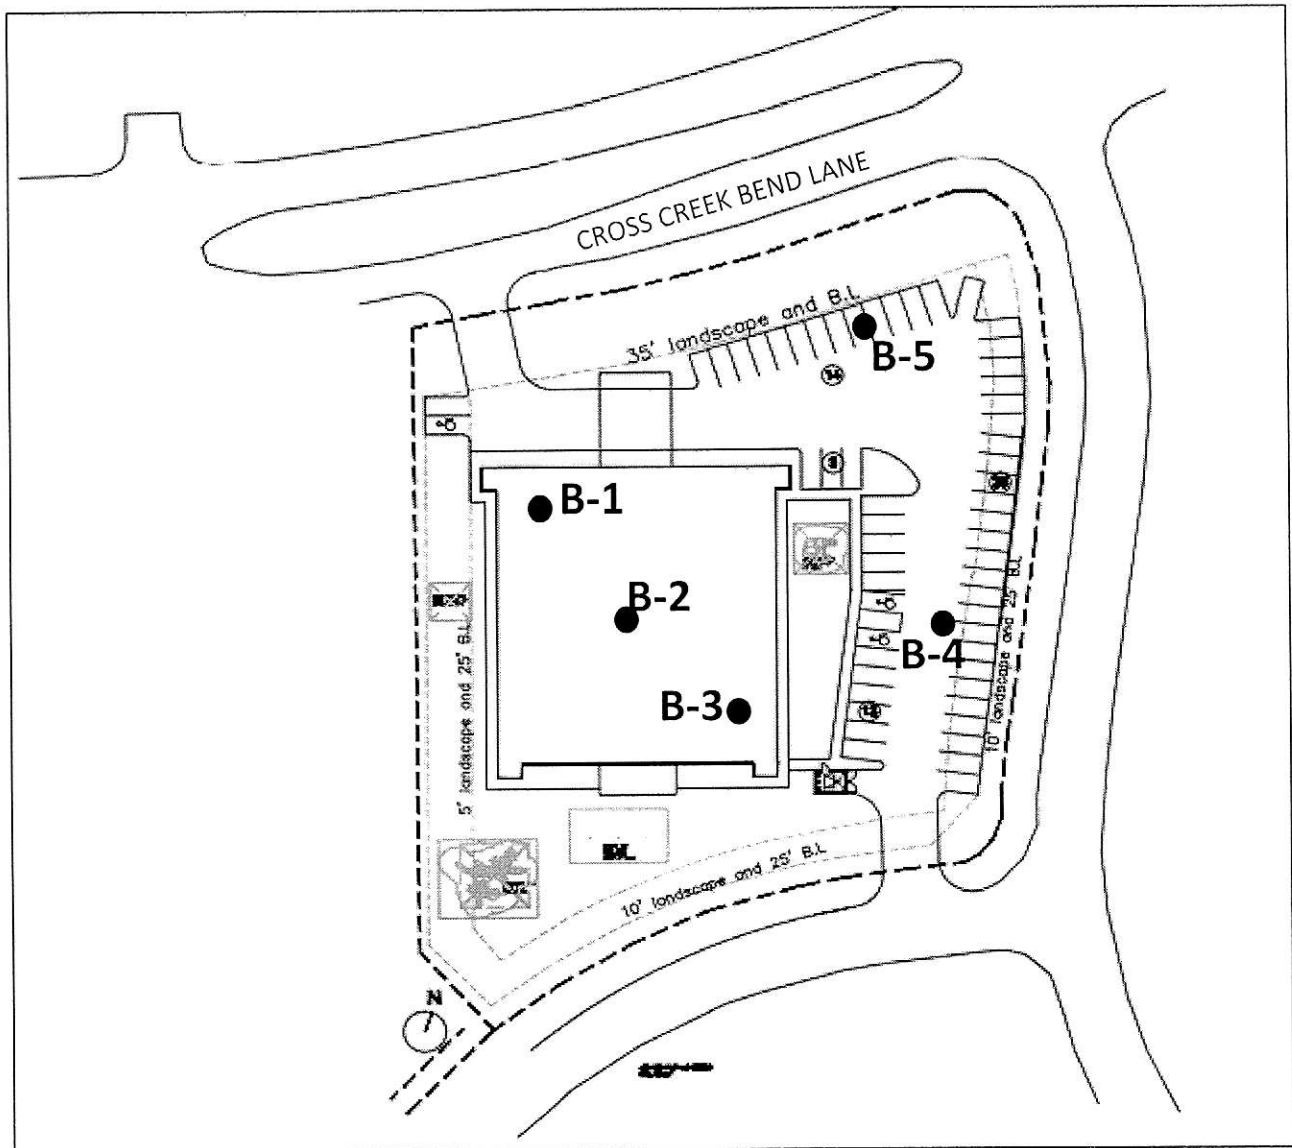 CROSS CREEK BEND LANE
35' landscape and B.L
B-5
B-1
B-2
B-4
B-3
5' landscape and 25' B.L
10' landscape and 25' B.L
10' landscape and 25' B.L
N